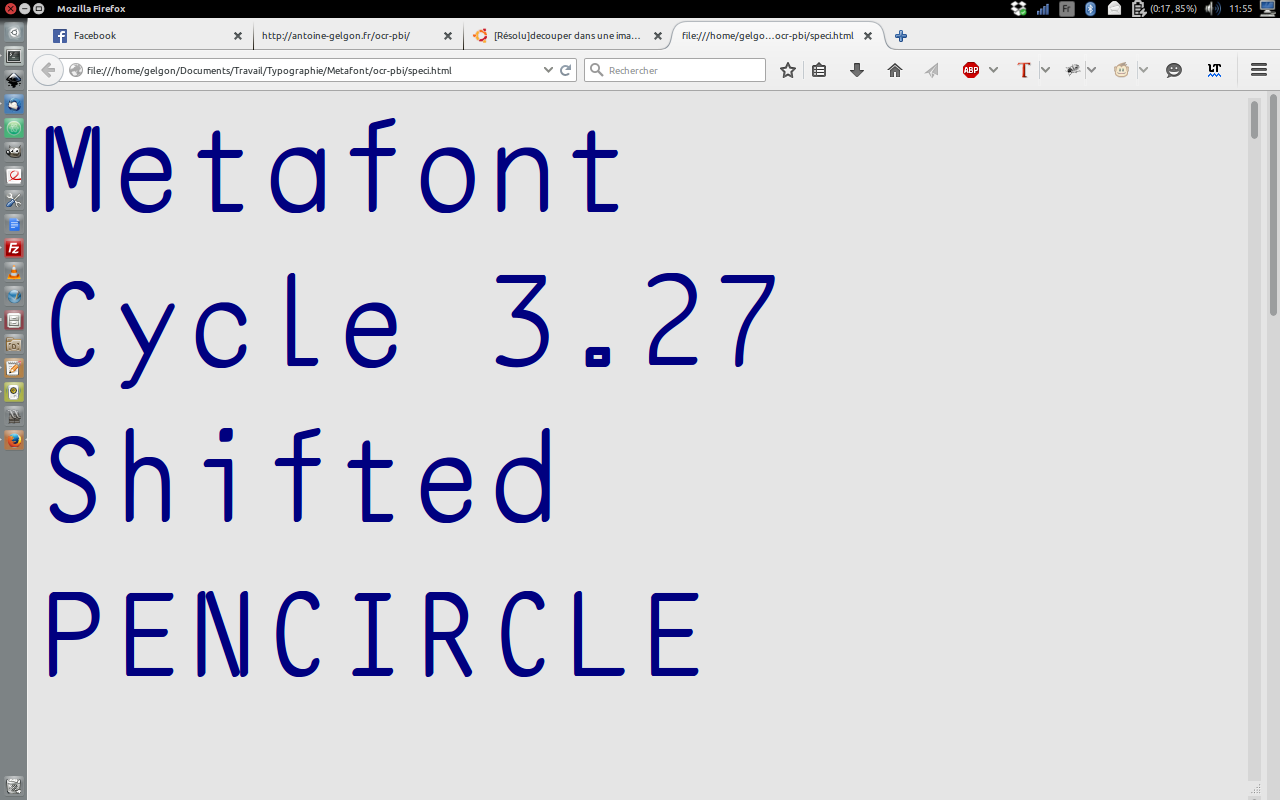 Mozilla Firefox
Fr
(0:17, 85%)
11:55
Facebook
http://antoine-gelgon.fr/ocr-pbi/
[Résolu]decouper dans une ima...
file:///home/gelgo...ocr-pbi/speci.html
file:///home/gelgon/Documents/Travail/Typographie/Metafont/ocr-pbi/speci.html
Rechercher
ABP
T
LT
Fz
Metafont
Cycle 3.27
Shifted
PENCIRCLE